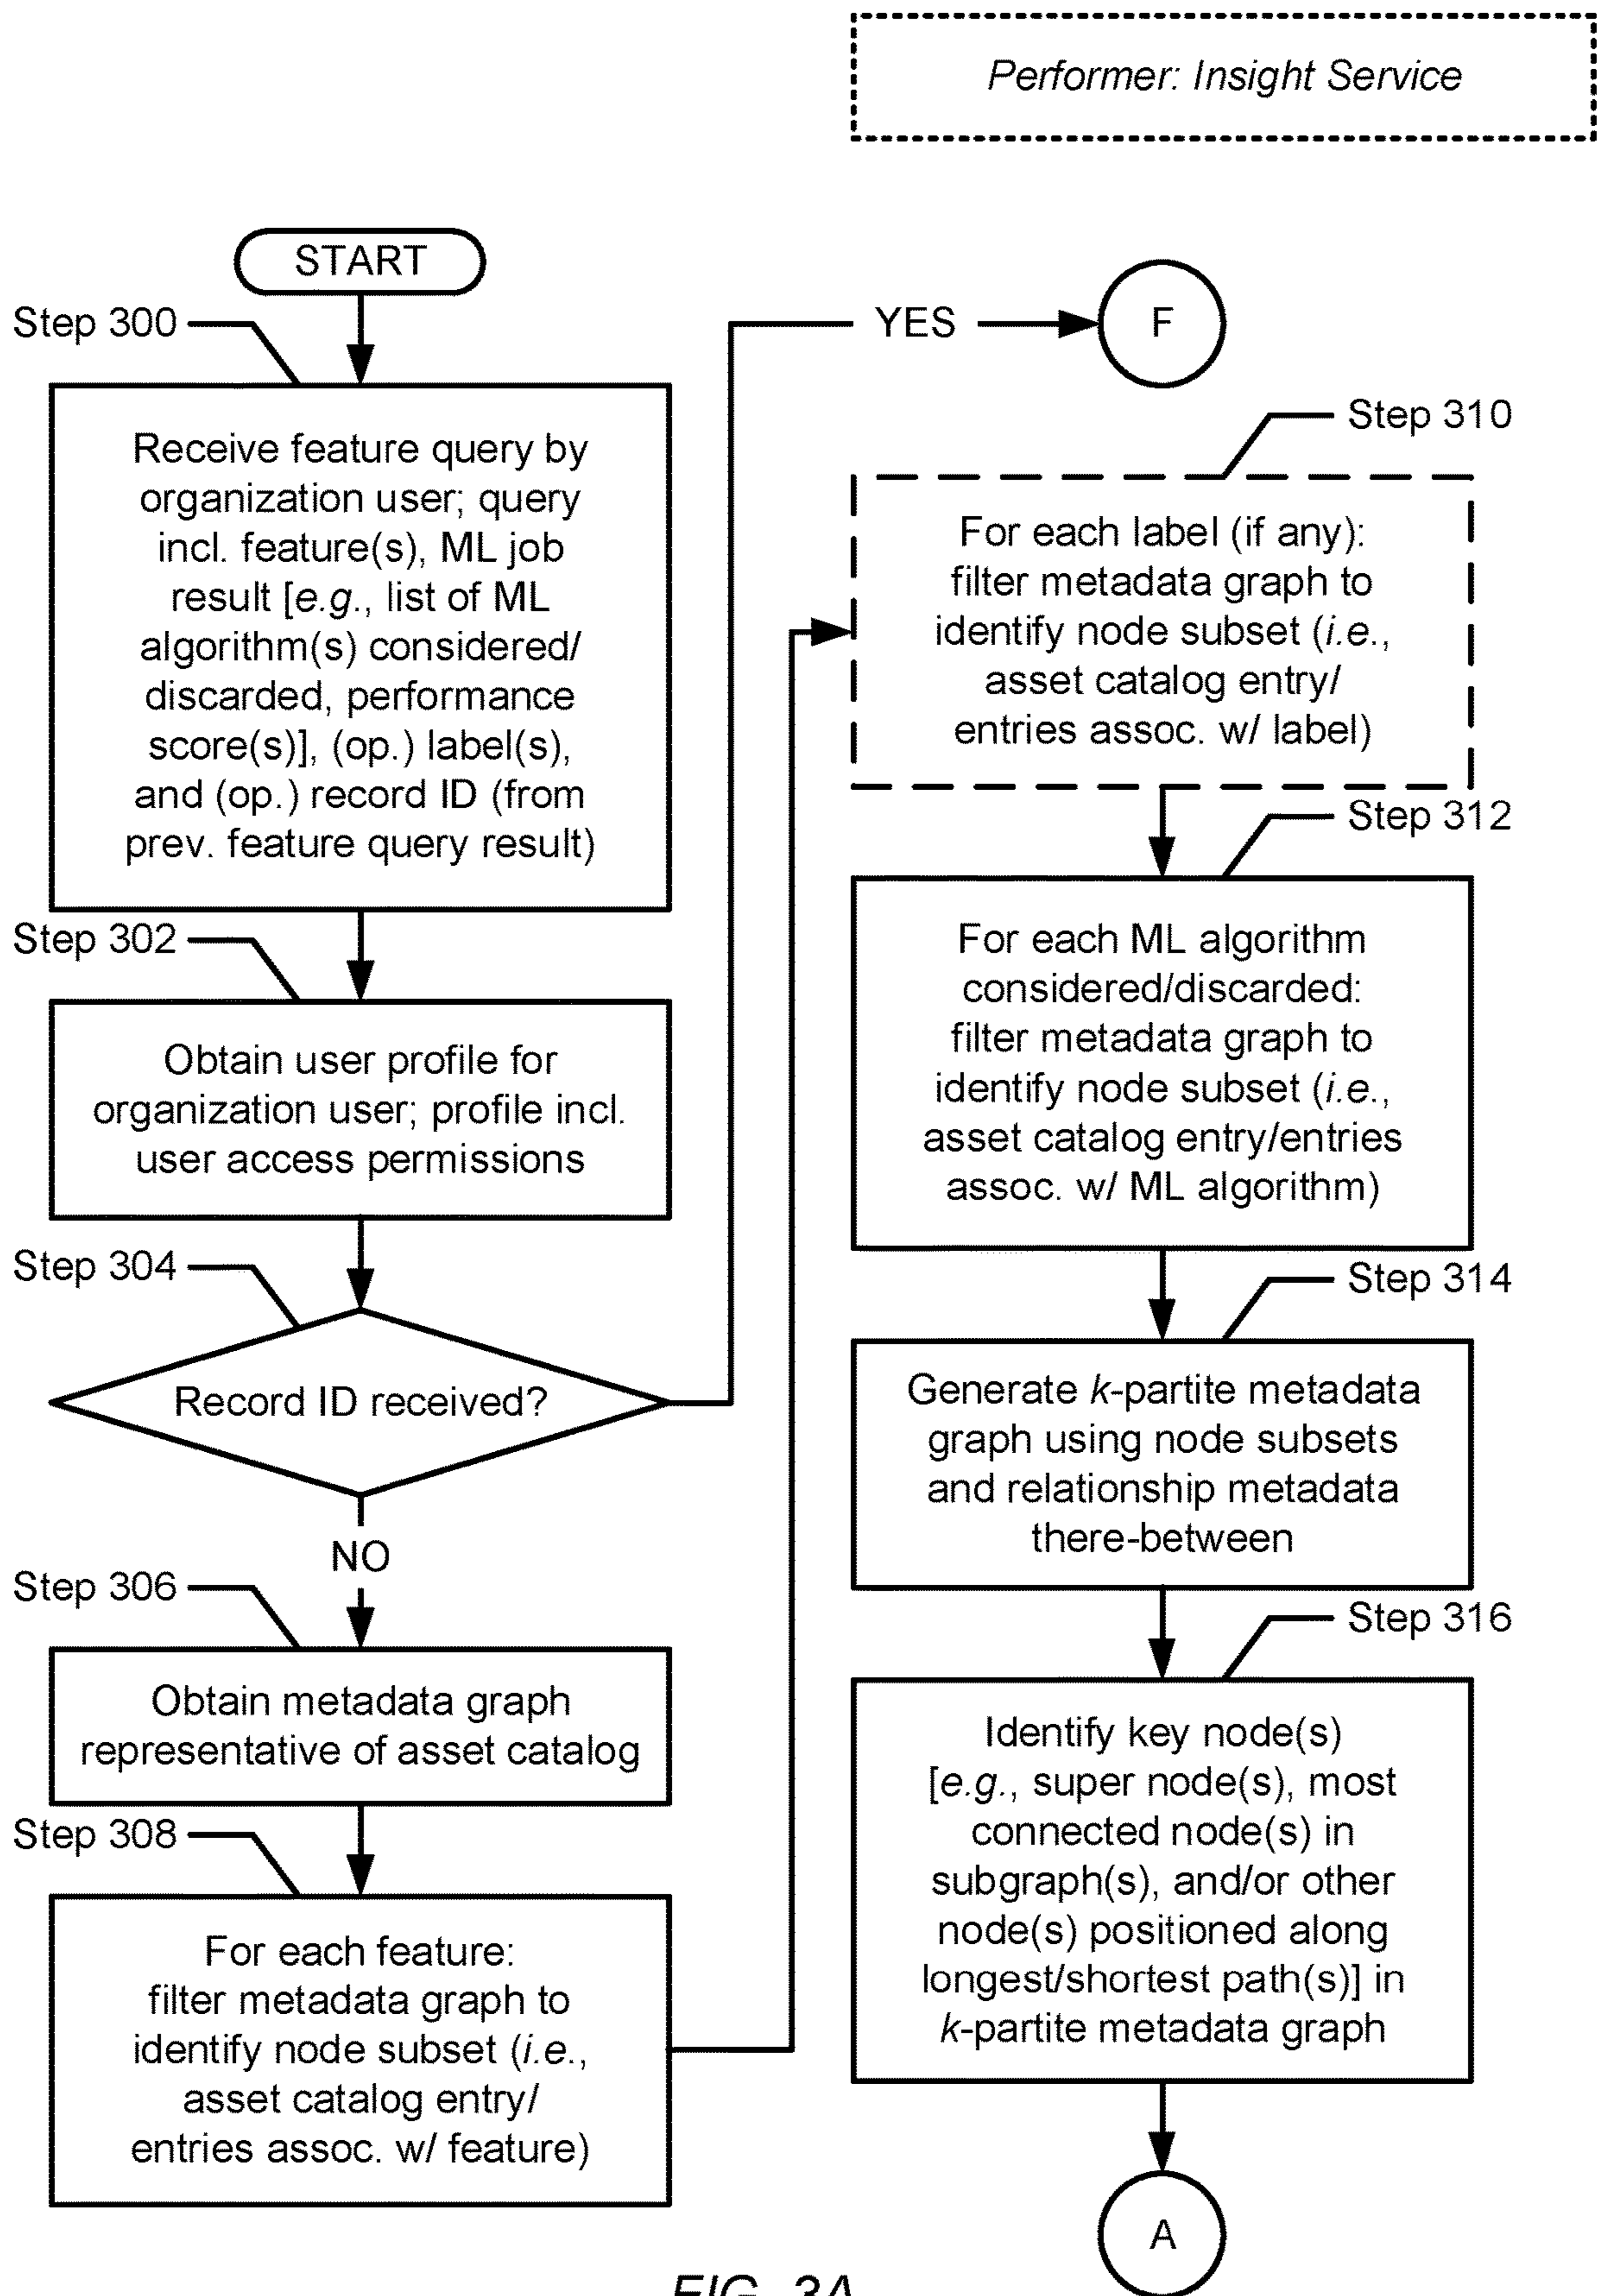 Performer: Insight Service
START
Step 300
Receive feature query by
organization user; query
incl. feature(s), ML job
result [e.g., list of ML
algorithm(s) considered/
discarded, performance
score(s)], (op.) label(s),
and (op.) record ID (from
prev. feature query result)
Step 302
Obtain user profile for
organization user; profile incl.
user access permissions
Step 304
Record ID received?
YES
F
NO
Step 306
Obtain metadata graph
representative of asset catalog
Step 308
For each feature:
filter metadata graph to
identify node subset (i.e.,
asset catalog entry/
entries assoc. w/ feature)
Step 310
For each label (if any):
filter metadata graph to
identify node subset (i.e.,
asset catalog entry/
entries assoc. w/ label)
Step 312
For each ML algorithm
considered/discarded:
filter metadata graph to
identify node subset (i.e.,
asset catalog entry/entries
assoc. w/ ML algorithm)
Step 314
Generate k-partite metadata
graph using node subsets
and relationship metadata
there-between
Step 316
Identify key node(s)
[e.g., super node(s), most
connected node(s) in
subgraph(s), and/or other
node(s) positioned along
longest/shortest path(s)] in
k-partite metadata graph
A
FIG. 3A